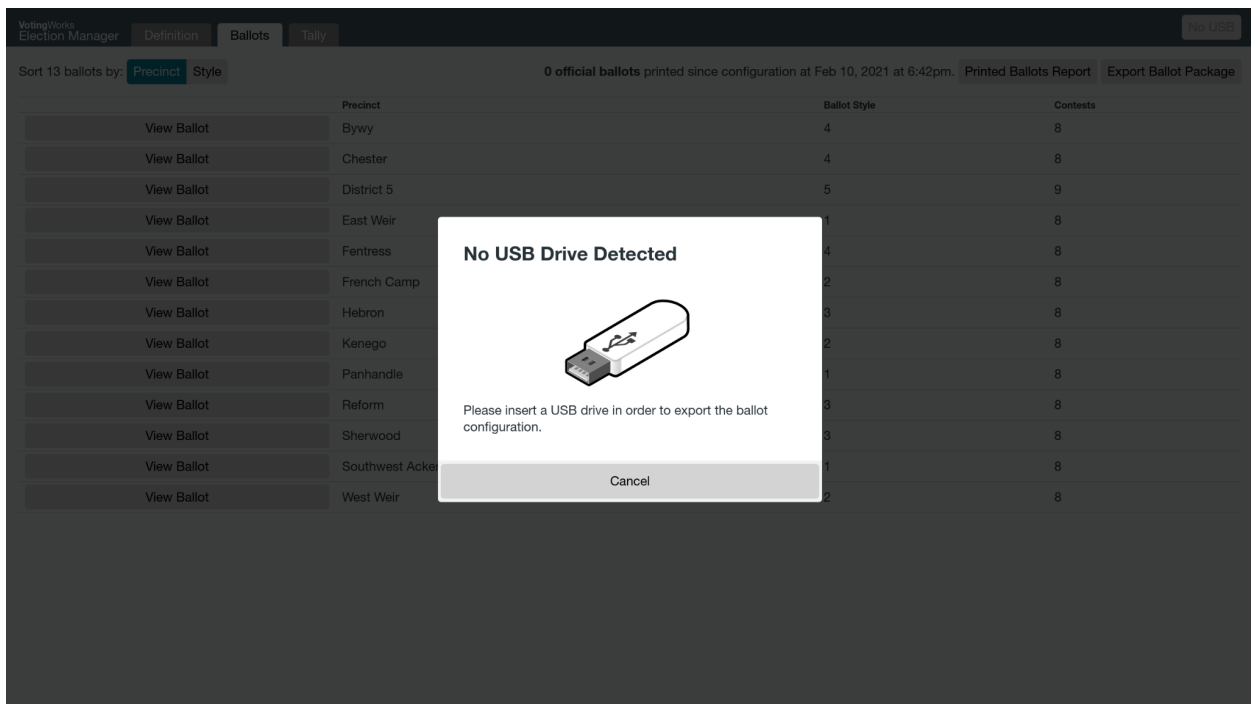 VotingWorks
Election Manager Definition Ballots Tally No USB
Sort 13 ballots by: Precinct Style 0 official ballots printed since configuration at Feb 10, 2021 at 6:42pm. Printed Ballots Report Export Ballot Package
Precinct Ballot Style Contests
View Ballot Bywy 4 8
View Ballot Chester 4 8
View Ballot District 5 5 9
View Ballot East Weir 1 8
View Ballot Fentress 4 8
View Ballot French Camp 2 8
View Ballot Hebron 3 8
View Ballot Kenego 2 8
View Ballot Panhandle 1 8
View Ballot Reform 3 8
View Ballot Sherwood 3 8
View Ballot Southwest Acker 1 8
View Ballot West Weir 2 8
No USB Drive Detected
Please insert a USB drive in order to export the ballot
configuration.
Cancel